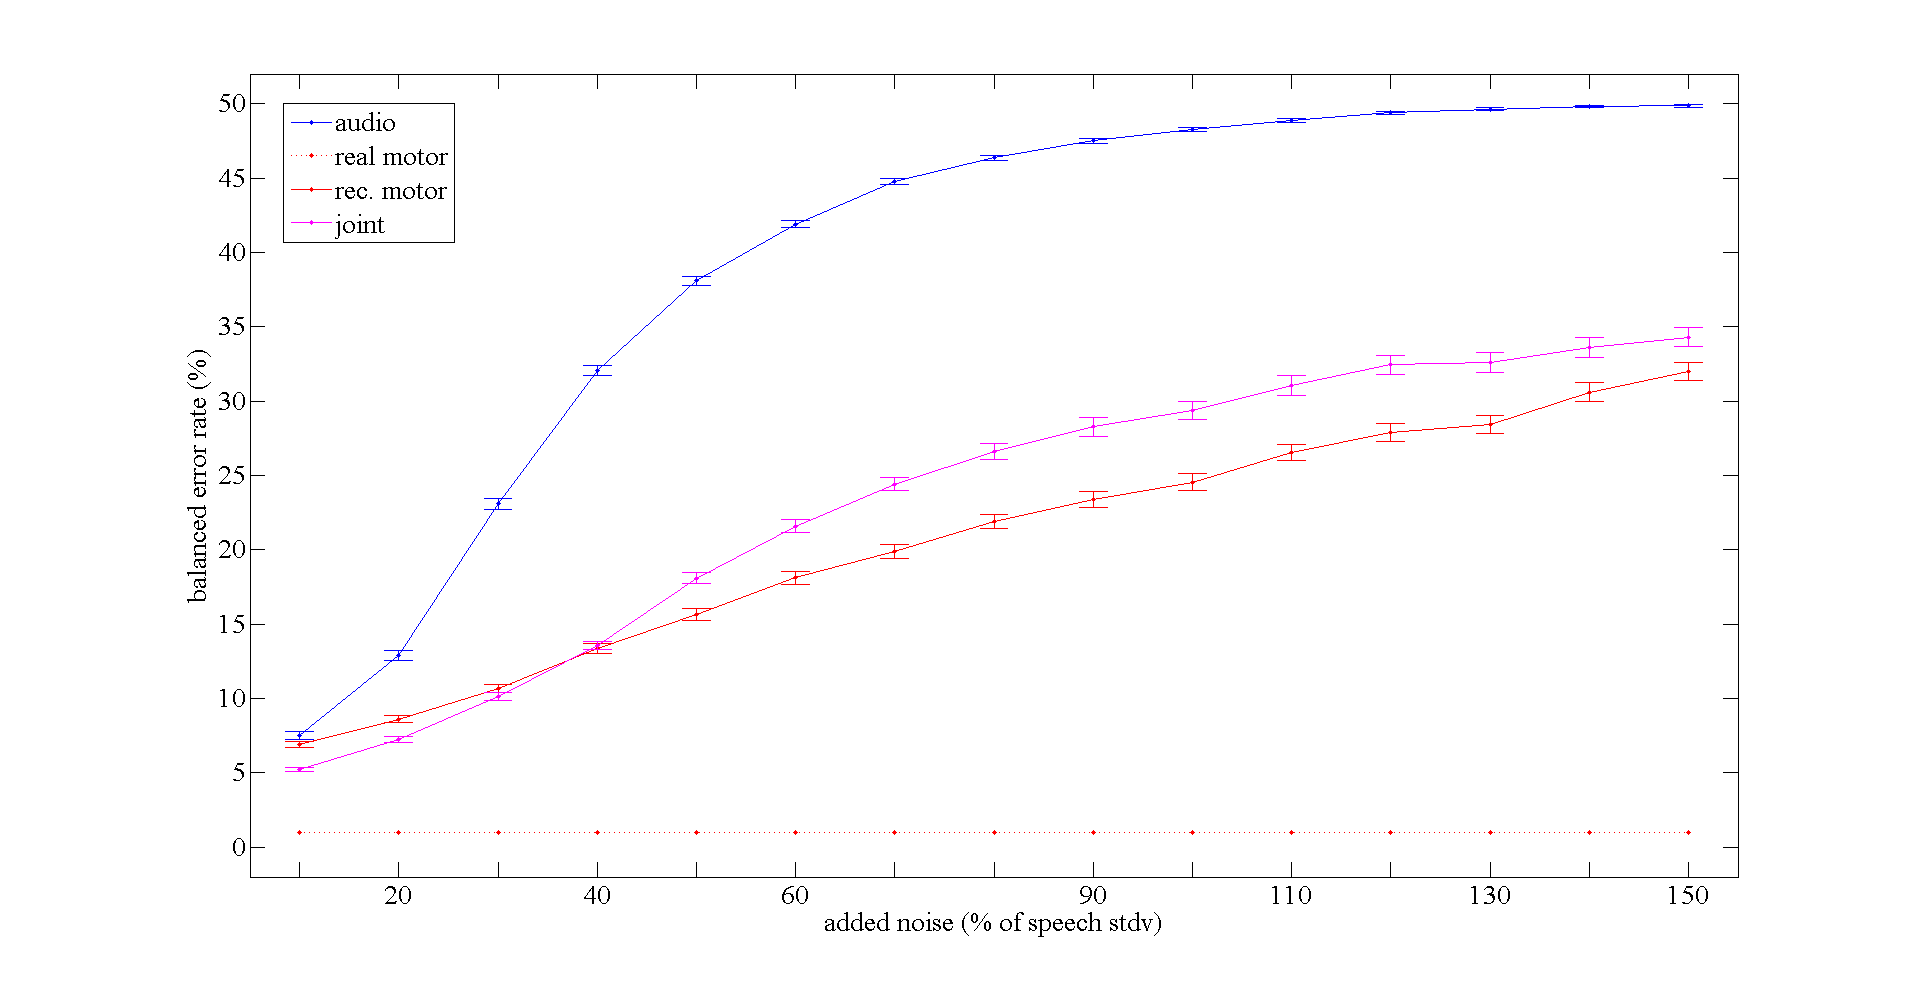 50
45
40
35
30
25
20
15
10
5
0
audio
real motor
rec. motor
joint
balanced error rate (%)
20 40 60 90 110 130 150
added noise (% of speech stdv)